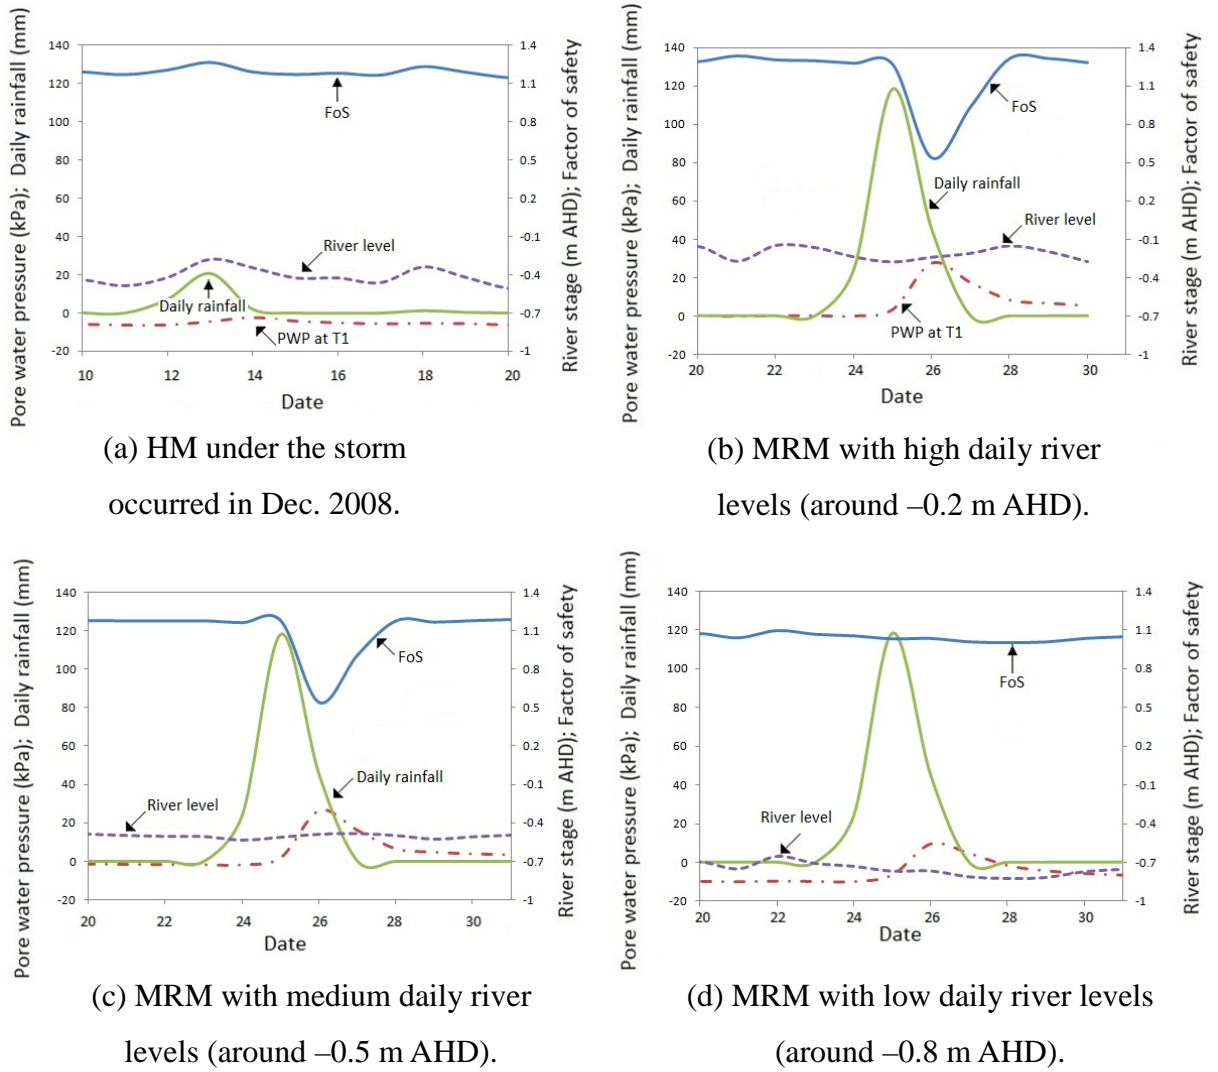 Pore water pressure (kPa); Daily rainfall (mm)
140
120
100
80
60
40
20
0
-20
1.4
1.1
0.8
0.5
0.2
-0.1
-0.4
-0.7
-1
River stage (m AHD); Factor of safety
FoS
River level
Daily rainfall
PWP at T1
10 12 14 16 18 20
Date
(a) HM under the storm
occurred in Dec. 2008.
Pore water pressure (kPa); Daily rainfall (mm)
140
120
100
80
60
40
20
0
-20
1.4
1.1
0.8
0.5
0.2
-0.1
-0.4
-0.7
-1
River stage (m AHD); Factor of safety
FoS
Daily rainfall
River level
PWP at T1
20 22 24 26 28 30
Date
(b) MRM with high daily river
levels (around –0.2 m AHD).
Pore water pressure (kPa); Daily rainfall (mm)
140
120
100
80
60
40
20
0
-20
1.4
1.1
0.8
0.5
0.2
-0.1
-0.4
-0.7
-1
River stage (m AHD); Factor of safety
FoS
Daily rainfall
River level
20 22 24 26 28 30
Date
(c) MRM with medium daily river
levels (around –0.5 m AHD).
Pore water pressure (kPa); Daily rainfall (mm)
140
120
100
80
60
40
20
0
-20
1.4
1.1
0.8
0.5
0.2
-0.1
-0.4
-0.7
-1
River stage (m AHD); Factor of safety
FoS
River level
20 22 24 26 28 30
Date
(d) MRM with low daily river levels
(around –0.8 m AHD).